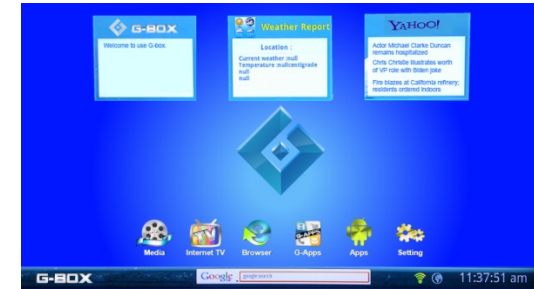 G-BOX
Welcome to use G-box.
Weather Report
Location :
Current weather :null
Temperature :nullcentigrade
null
null
YAHOO!
Actor Michael Clarke Duncan
remains hospitalized
Chris Christie illustrates worth
of VP role with Biden joke
Fire blazes at California refinery;
residents ordered indoors
TV
G-APPS
Media
Internet TV
Browser
G-Apps
Apps
Setting
G-BOX
Google
google search
11:37:51 am